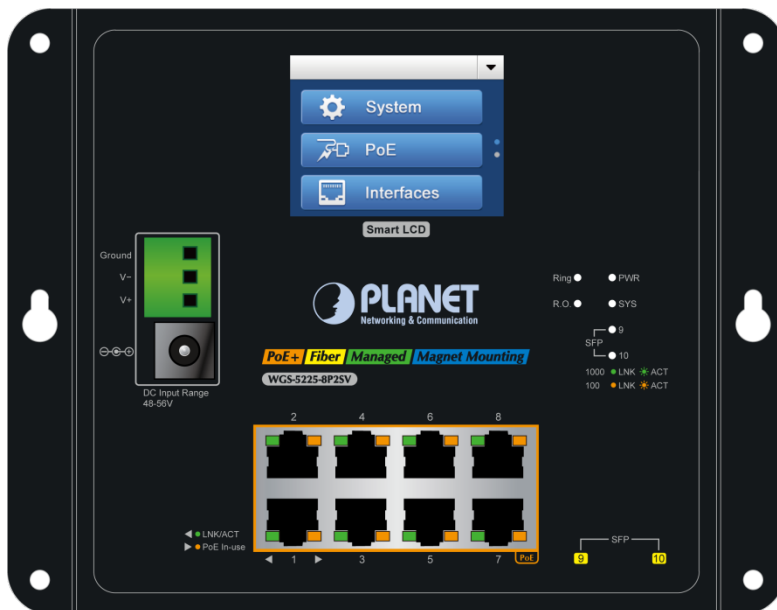 System
PoE
Interfaces
Smart LCD
Ground
V−
V+
DC Input Range
48-56V
PLANET
Networking & Communication
PoE+ Fiber Managed Magnet Mounting
WGS-5225-8P2SV
Ring PWR
R.O. SYS
SFP
9
10
1000 LNK ACT
100 LNK ACT
2 4 6 8
LNK/ACT
PoE In-use
1 3 5 7 PoE
SFP
9 10